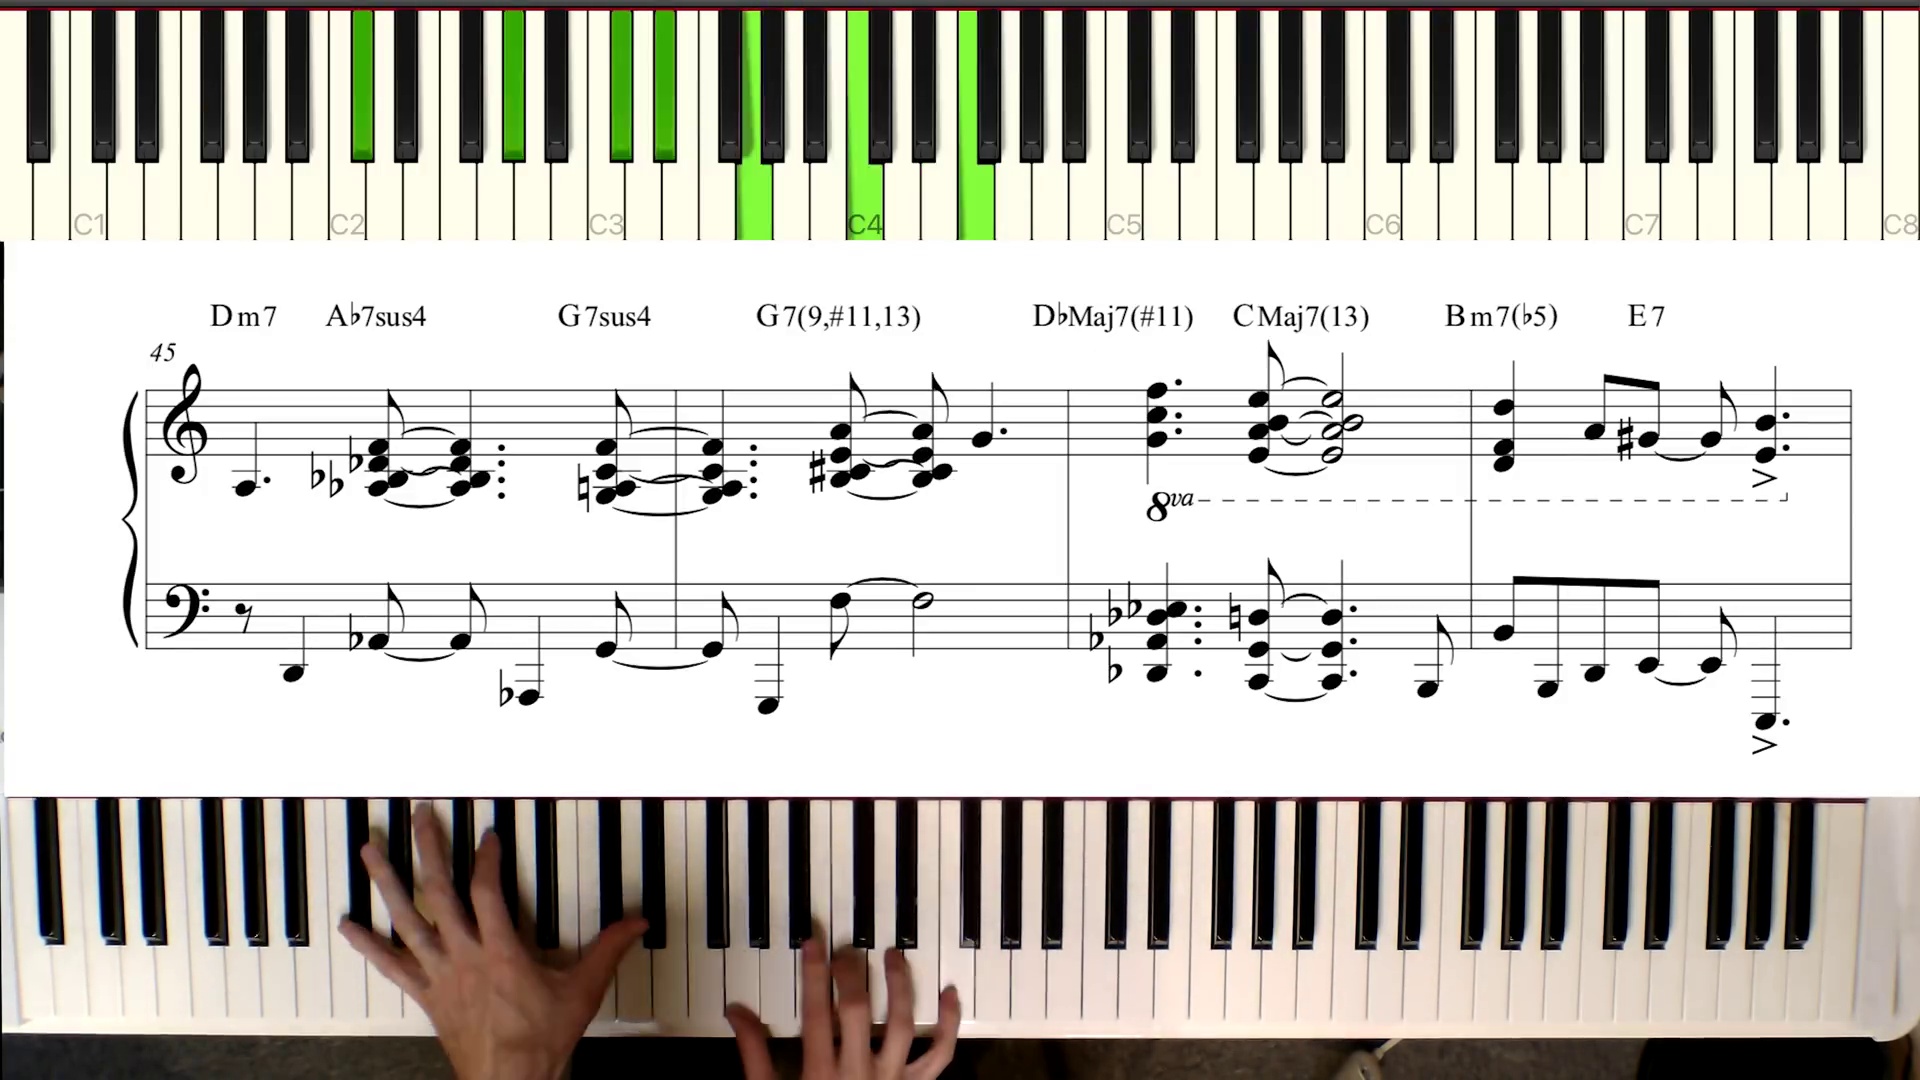 C1 C2 C3 C4 C5 C6 C7 C8
Dm7 A♭7sus4 G7sus4 G7(9,#11,13) D♭Maj7(#11) CMaj7(13) Bm7(♭5) E7
45
8va